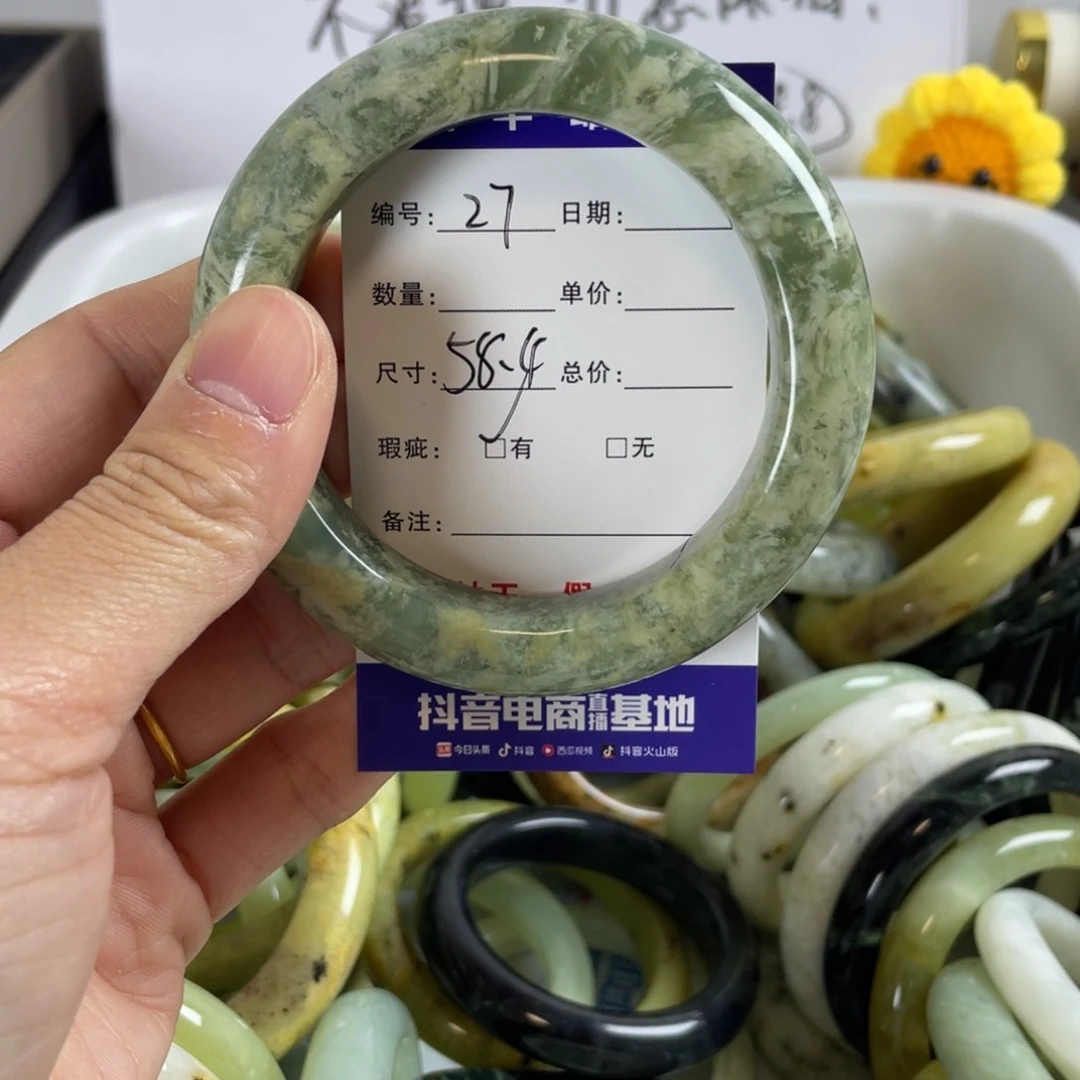 编号: 27 日期:
数量: 单价:
尺寸: 58.4 总价:
瑕疵: □有 □无
备注:
假
抖音电商直播基地
今日头条 抖音 西瓜视频 抖音火山版